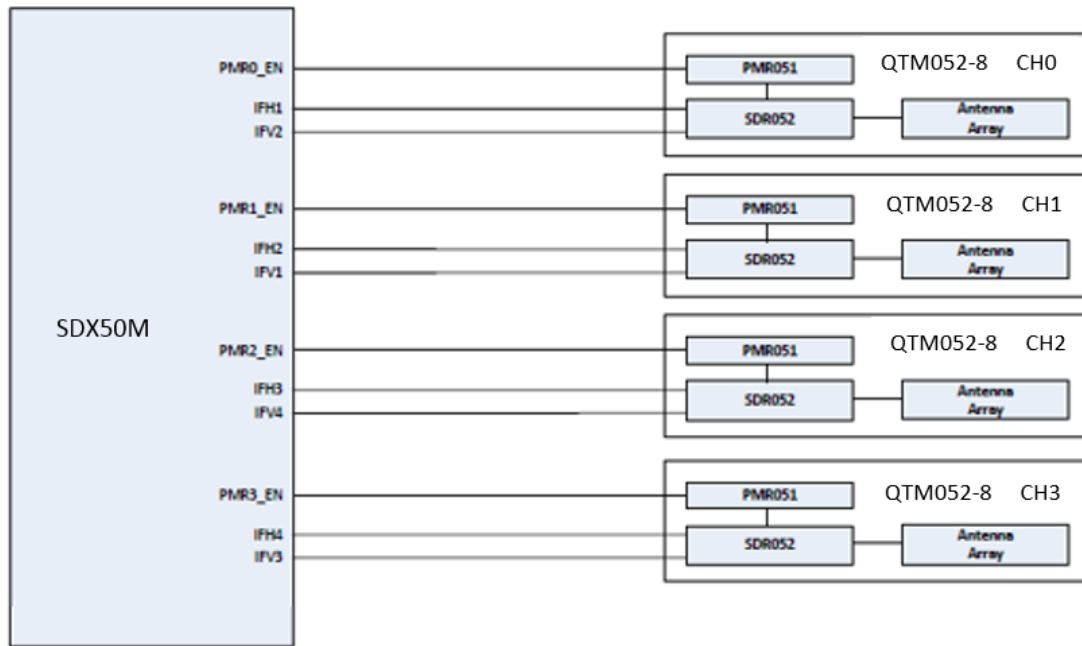 SDX50M
PMR0_EN
IFH1
IFV2
PMR1_EN
IFH2
IFV1
PMR2_EN
IFH3
IFV4
PMR3_EN
IFH4
IFV3
QTM052-8 CH0
PMR051
SDR052
Antenna
Array
QTM052-8 CH1
PMR051
SDR052
Antenna
Array
QTM052-8 CH2
PMR051
SDR052
Antenna
Array
QTM052-8 CH3
PMR051
SDR052
Antenna
Array